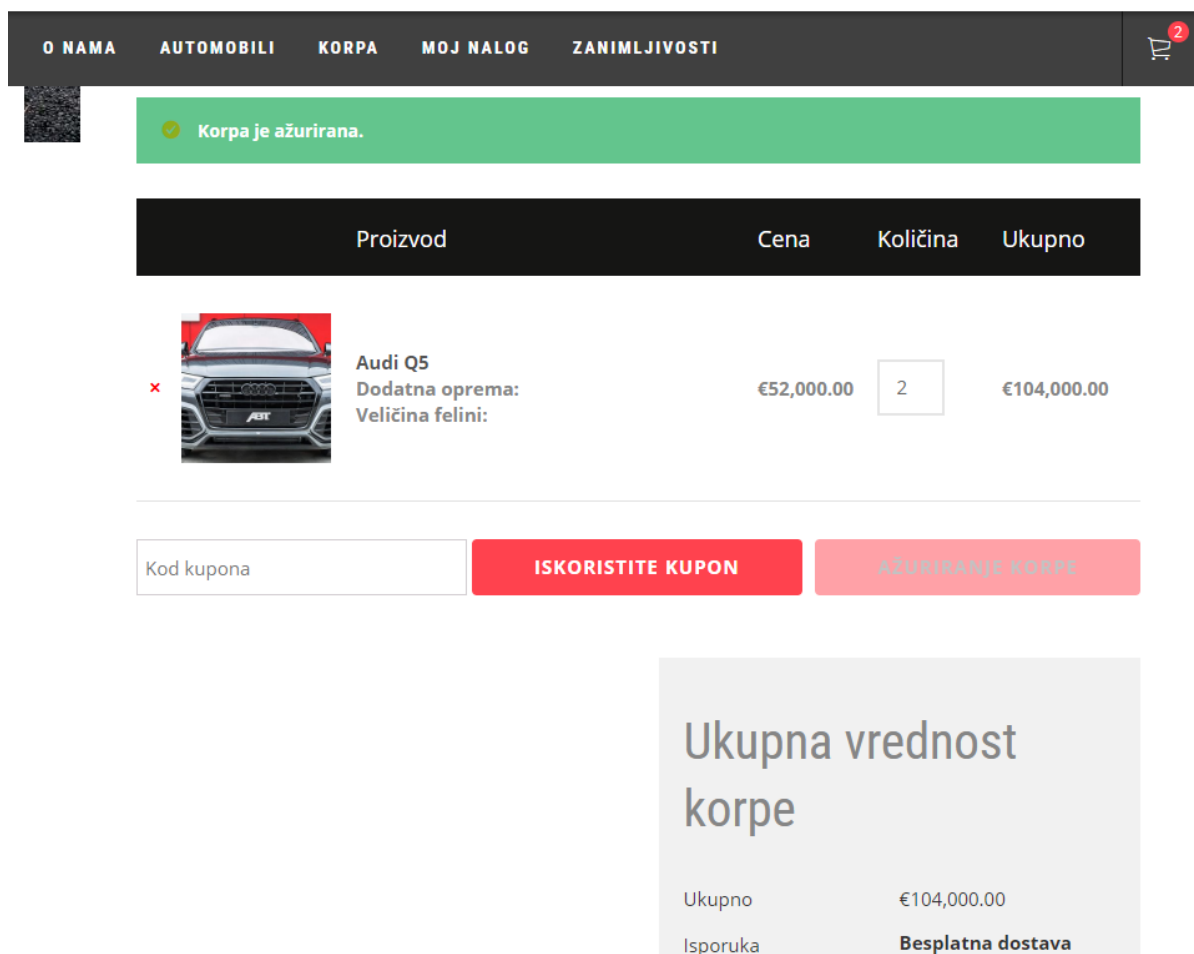 O NAMA AUTOMOBILI KORPA MOJ NALOG ZANIMLJIVOSTI 2
Korpa je ažurirana.
Proizvod Cena Količina Ukupno
Audi Q5
Dodatna oprema:
Veličina felini:
€52,000.00 2 €104,000.00
× ABT
Kod kupona ISKORISTITE KUPON AŽURIRANJE KORPE
Ukupna vrednost
korpe
Ukupno €104,000.00
Isporuka Besplatna dostava